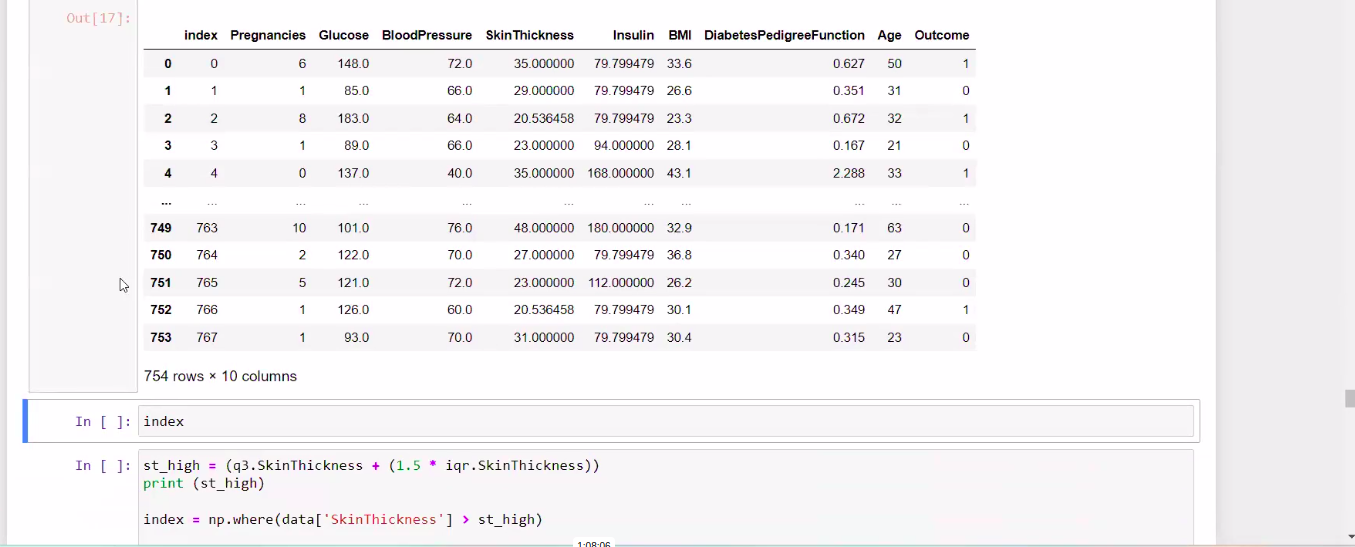 Out[17]:
index Pregnancies Glucose BloodPressure SkinThickness Insulin BMI DiabetesPedigreeFunction Age Outcome
0 0 6 148.0 72.0 35.000000 79.799479 33.6 0.627 50 1
1 1 1 85.0 66.0 29.000000 79.799479 26.6 0.351 31 0
2 2 8 183.0 64.0 20.536458 79.799479 23.3 0.672 32 1
3 3 1 89.0 66.0 23.000000 94.000000 28.1 0.167 21 0
4 4 0 137.0 40.0 35.000000 168.000000 43.1 2.288 33 1
... ... ... ... ... ... ... ... ... ... ...
749 763 10 101.0 76.0 48.000000 180.000000 32.9 0.171 63 0
750 764 2 122.0 70.0 27.000000 79.799479 36.8 0.340 27 0
751 765 5 121.0 72.0 23.000000 112.000000 26.2 0.245 30 0
752 766 1 126.0 60.0 20.536458 79.799479 30.1 0.349 47 1
753 767 1 93.0 70.0 31.000000 79.799479 30.4 0.315 23 0
754 rows × 10 columns
In [ ]: index
In [ ]: st_high = (q3.SkinThickness + (1.5 * iqr.SkinThickness))
print (st_high)
index = np.where(data['SkinThickness'] > st_high)
1:08:06